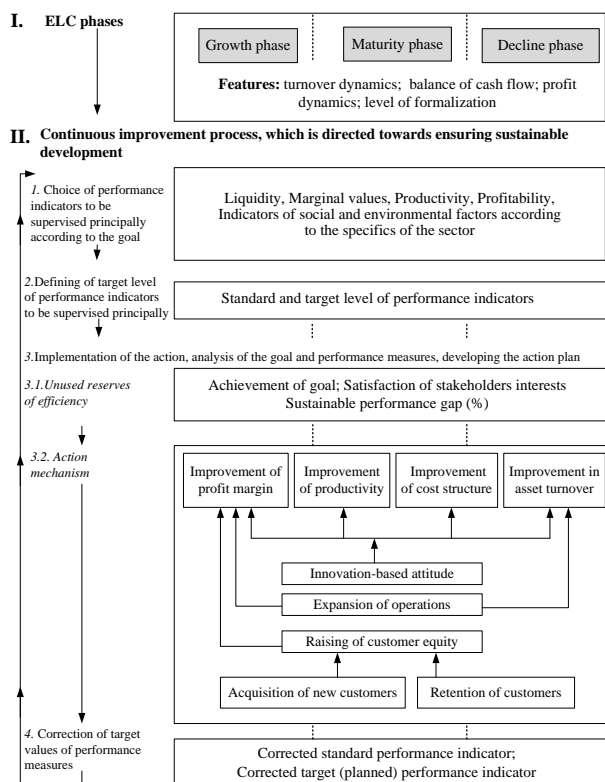 I. ELC phases
Growth phase
Maturity phase
Decline phase
Features: turnover dynamics; balance of cash flow; profit
dynamics; level of formalization
II. Continuous improvement process, which is directed towards ensuring sustainable
development
1. Choice of performance
indicators to be
supervised principally
according to the goal
Liquidity, Marginal values, Productivity, Profitability,
Indicators of social and environmental factors according
to the specifics of the sector
2.Defining of target level
of performance indicators
to be supervised principally
Standard and target level of performance indicators
3.Implementation of the action, analysis of the goal and performance measures, developing the action plan
3.1.Unused reserves
of efficiency
Achievement of goal; Satisfaction of stakeholders interests
Sustainable performance gap (%)
3.2. Action
mechanism
Improvement of
profit margin
Improvement
of productivity
Improvement
of cost structure
Improvement in
asset turnover
Innovation-based attitude
Expansion of operations
Raising of customer equity
Acquisition of new customers
Retention of customers
4. Correction of target
values of performance
measures
Corrected standard performance indicator;
Corrected target (planned) performance indicator